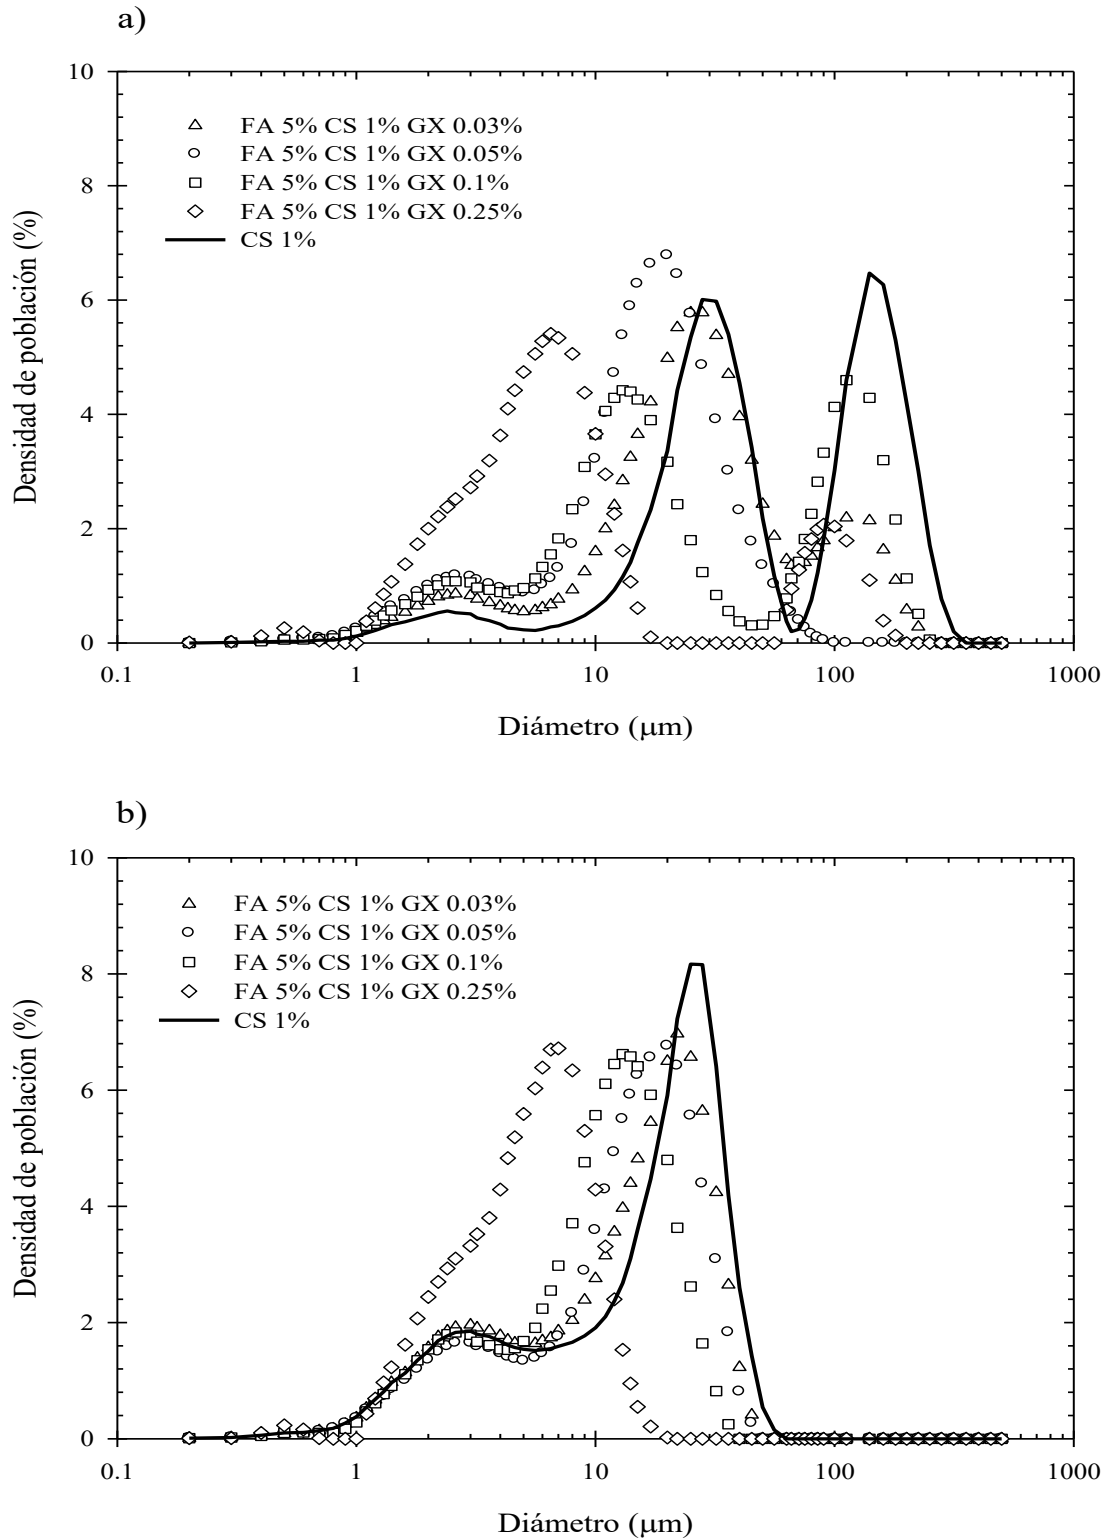 a)
10
8
6
4
2
0
Densidad de población (%)
FA 5% CS 1% GX 0.03%
FA 5% CS 1% GX 0.05%
FA 5% CS 1% GX 0.1%
FA 5% CS 1% GX 0.25%
CS 1%
0.1 1 10 100 1000
Diámetro (μm)
b)
10
8
6
4
2
0
Densidad de población (%)
FA 5% CS 1% GX 0.03%
FA 5% CS 1% GX 0.05%
FA 5% CS 1% GX 0.1%
FA 5% CS 1% GX 0.25%
CS 1%
0.1 1 10 100 1000
Diámetro (μm)